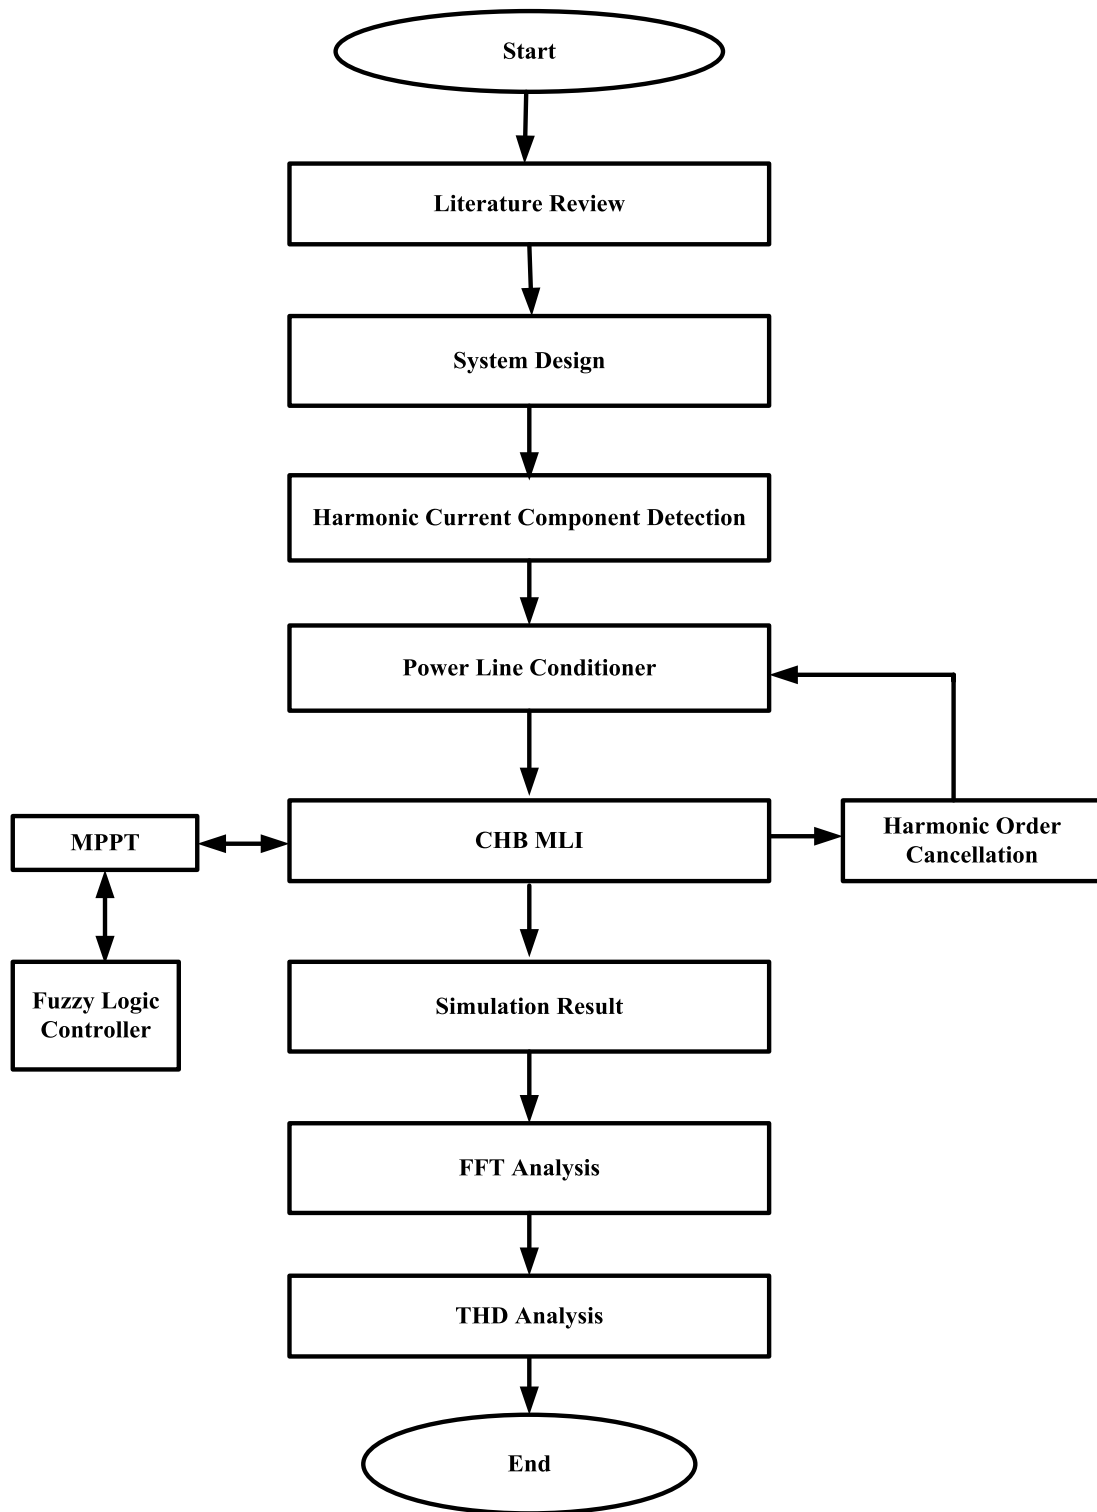 Start
Literature Review
System Design
Harmonic Current Component Detection
Power Line Conditioner
MPPT
CHB MLI
Harmonic Order
Cancellation
Fuzzy Logic
Controller
Simulation Result
FFT Analysis
THD Analysis
End